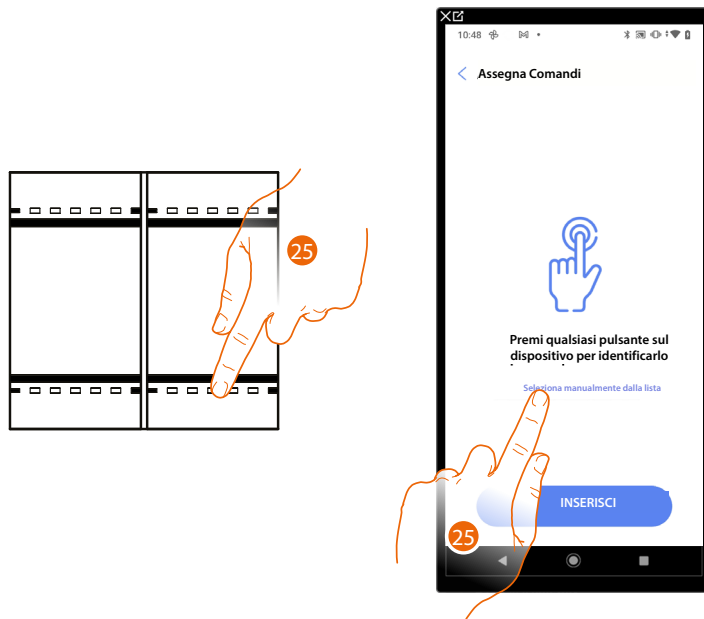 10:48
Assegna Comandi
25
Premi qualsiasi pulsante sul
dispositivo per identificarlo
Seleziona manualmente dalla lista
INSERISCI
25